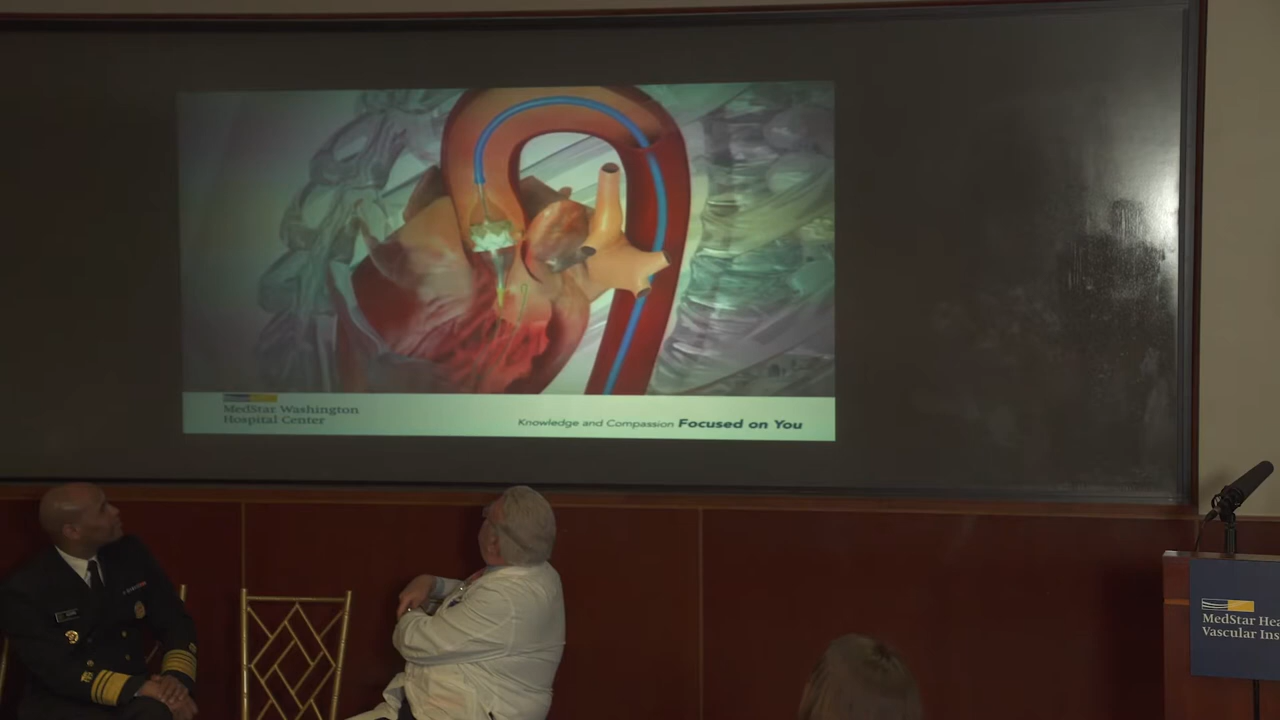 MedStar Washington
Hospital Center
Knowledge and Compassion Focused on You
MedStar Hea
Vascular Ins